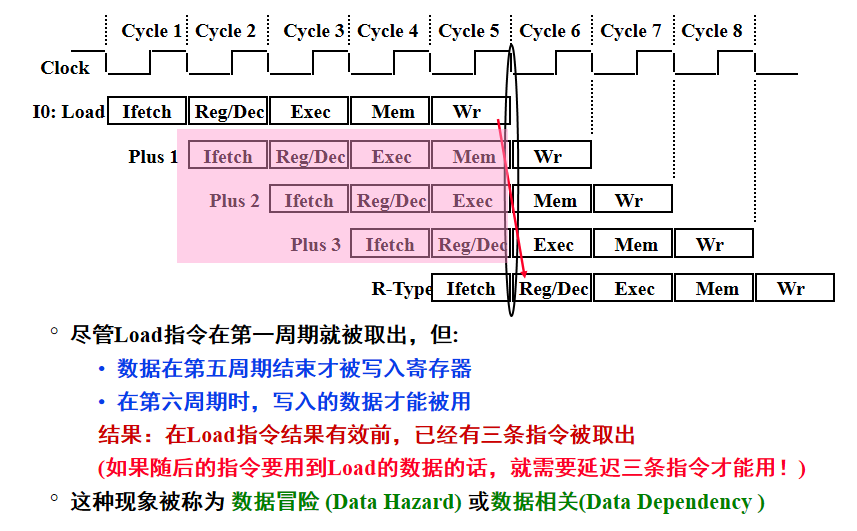 Cycle 1 Cycle 2 Cycle 3 Cycle 4 Cycle 5 Cycle 6 Cycle 7 Cycle 8
Clock
I0: Load Ifetch Reg/Dec Exec Mem Wr
Plus 1 Ifetch Reg/Dec Exec Mem Wr
Plus 2 Ifetch Reg/Dec Exec Mem Wr
Plus 3 Ifetch Reg/Dec Exec Mem Wr
R-Type Ifetch Reg/Dec Exec Mem Wr
° 尽管Load指令在第一周期就被取出，但:
• 数据在第五周期结束才被写入寄存器
• 在第六周期时，写入的数据才能被用
结果：在Load指令结果有效前，已经有三条指令被取出
(如果随后的指令要用到Load的数据的话，就需要延迟三条指令才能用！)
° 这种现象被称为 数据冒险 (Data Hazard) 或数据相关(Data Dependency )